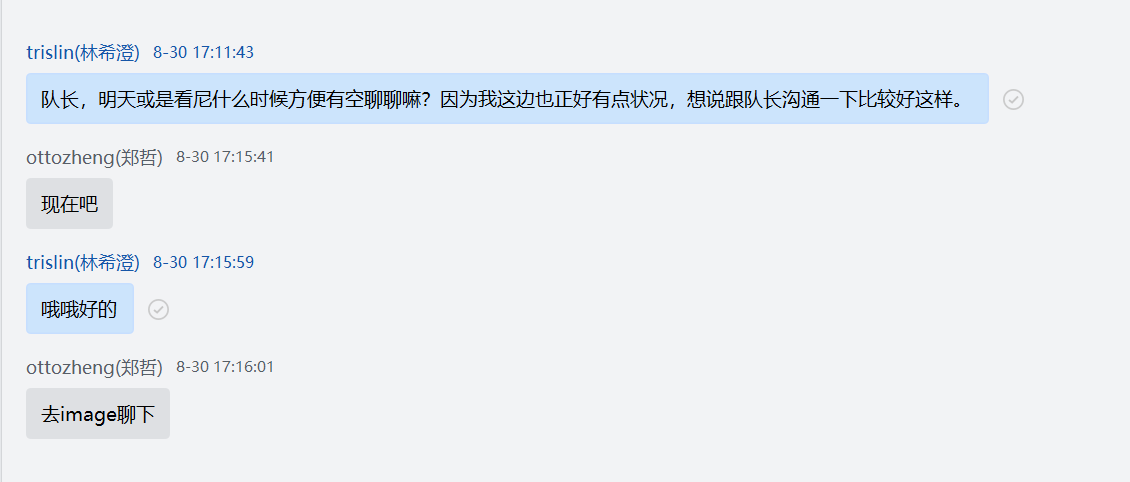 trislin(林希澄) 8-30 17:11:43
队长，明天或是看尼什么时候方便有空聊聊嘛？因为我这边也正好有点状况，想说跟队长沟通一下比较好这样。
ottozheng(郑哲) 8-30 17:15:41
现在吧
trislin(林希澄) 8-30 17:15:59
哦哦好的
ottozheng(郑哲) 8-30 17:16:01
去image聊下